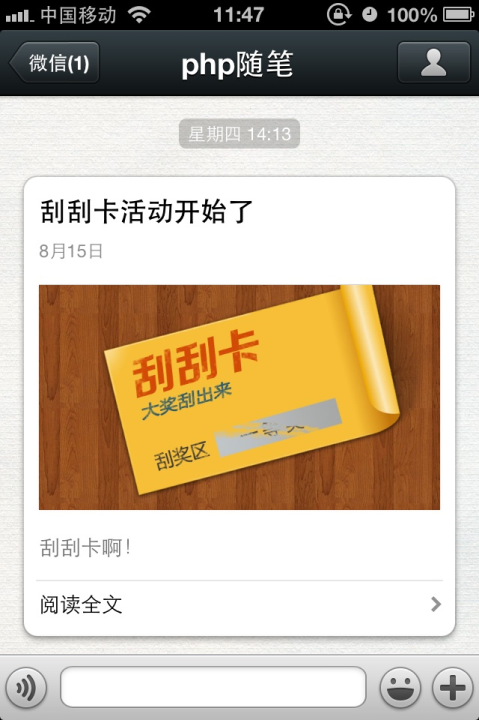 中国移动 11:47 100%
微信(1) php随笔
星期四 14:13
刮刮卡活动开始了
8月15日
刮刮卡
大奖刮出来
刮奖区
刮刮卡啊！
阅读全文